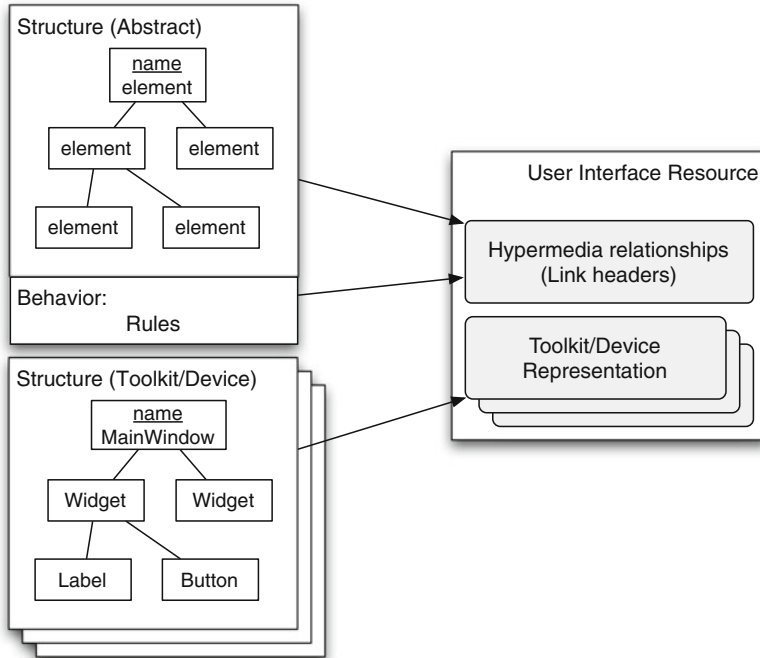 Structure (Abstract)
name
element
element
element
element
element
Behavior:
Rules
Structure (Toolkit/Device)
name
MainWindow
Widget
Widget
Label
Button
User Interface Resource
Hypermedia relationships
(Link headers)
Toolkit/Device
Representation